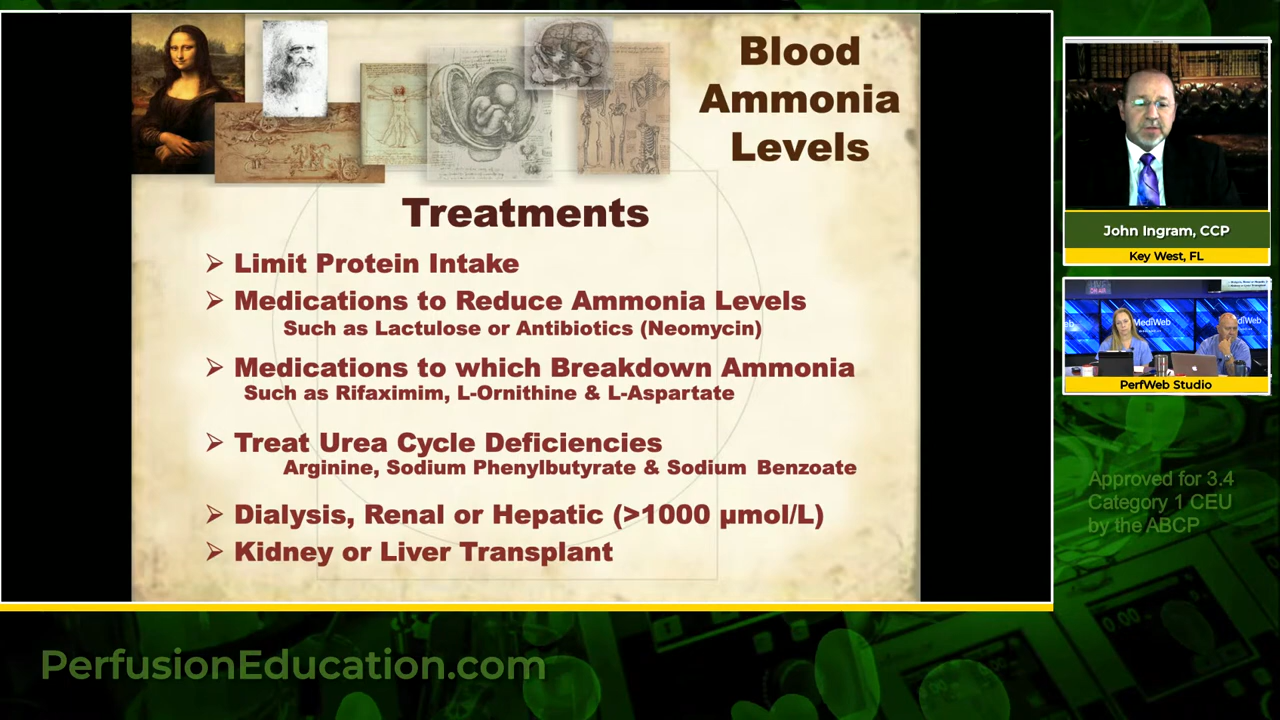 Blood
Ammonia
Levels
Treatments
➢ Limit Protein Intake
➢ Medications to Reduce Ammonia Levels
Such as Lactulose or Antibiotics (Neomycin)
➢ Medications to which Breakdown Ammonia
Such as Rifaximim, L-Ornithine & L-Aspartate
➢ Treat Urea Cycle Deficiencies
Arginine, Sodium Phenylbutyrate & Sodium Benzoate
➢ Dialysis, Renal or Hepatic (>1000 µmol/L)
➢ Kidney or Liver Transplant
John Ingram, CCP
Key West, FL
MediWeb
PerfWeb Studio
Approved for 3.4
Category 1 CEU
by the ABCP
PerfusionEducation.com